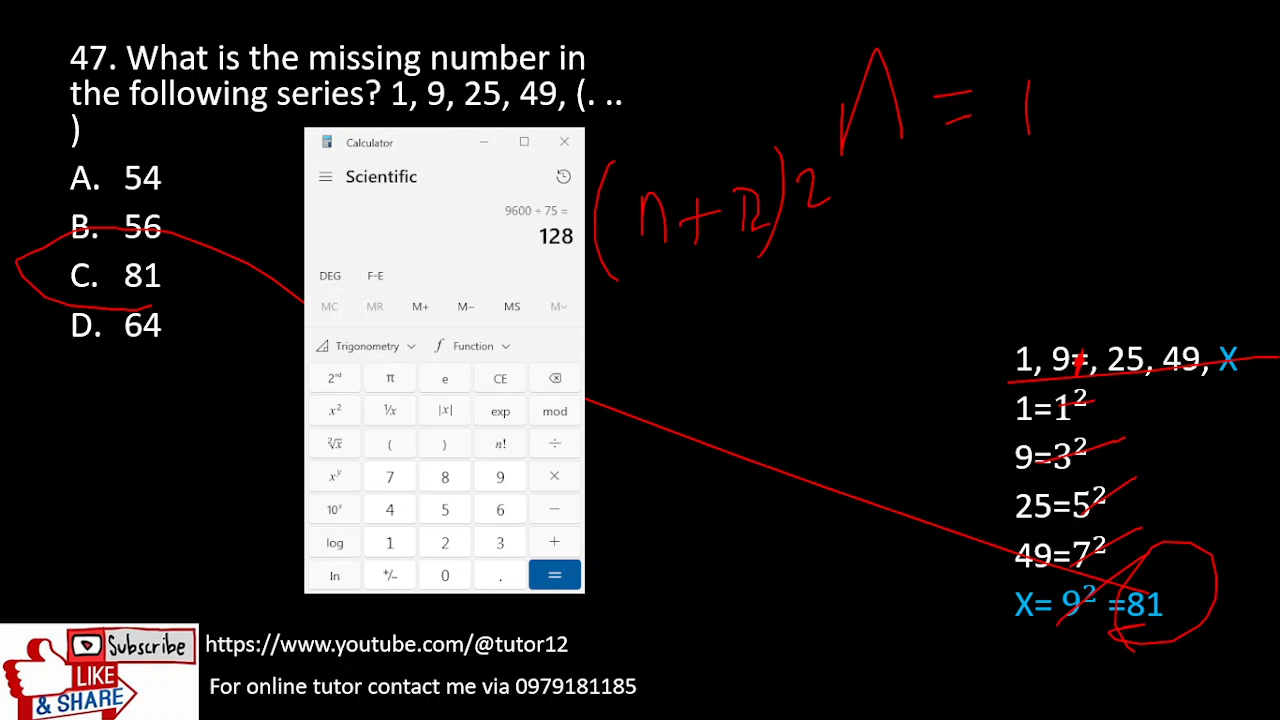 47. What is the missing number in
the following series? 1, 9, 25, 49, (. ..
)
A. 54
B. 56
C. 81
D. 64
Calculator
Scientific
9600 ÷ 75 =
128
DEG F-E
MC MR M+ M− MS M˅
Trigonometry Function
2ⁿᵈ π e CE
x² ¹/x |x| exp mod
²√x ( ) n! ÷
xʸ 7 8 9 ×
10ˣ 4 5 6 −
log 1 2 3 +
ln +/− 0 . =
n = 1
(n+2)²
1, 9=, 25, 49, X
1=1²
9=3²
25=5²
49=7²
X= 9² =81
Subscribe
LIKE
& SHARE
https://www.youtube.com/@tutor12
For online tutor contact me via 0979181185